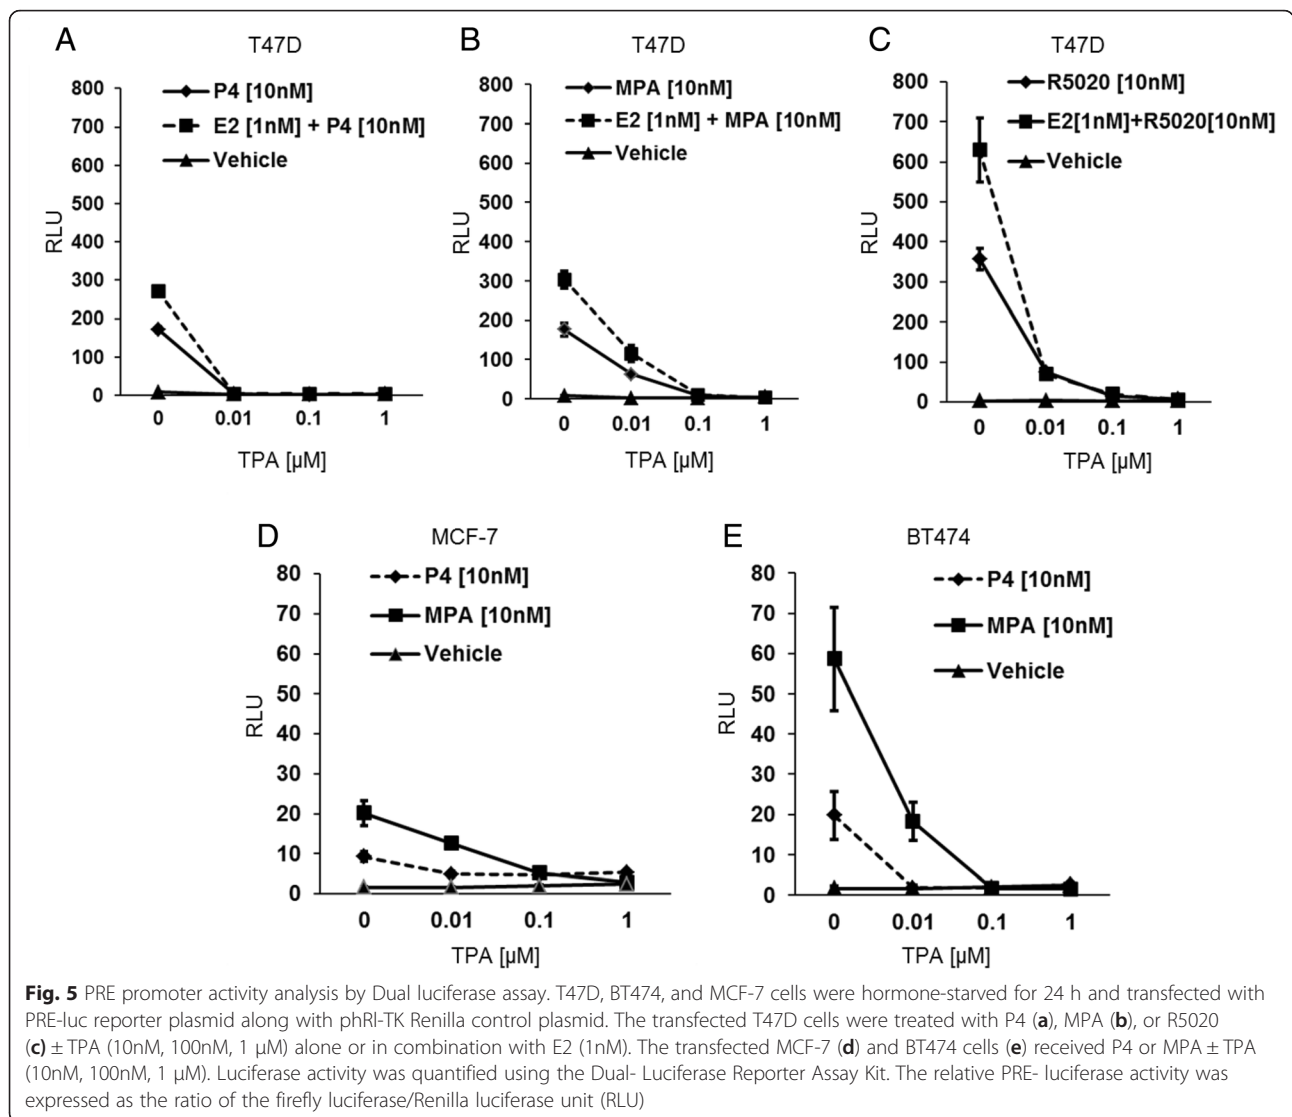 A
T47D
P4 [10nM]
E2 [1nM] + P4 [10nM]
Vehicle
800
700
600
500
400
300
200
100
0
RLU
0 0.01 0.1 1
TPA [µM]
B
T47D
MPA [10nM]
E2 [1nM] + MPA [10nM]
Vehicle
800
700
600
500
400
300
200
100
0
RLU
0 0.01 0.1 1
TPA [µM]
C
T47D
R5020 [10nM]
E2[1nM]+R5020[10nM]
Vehicle
800
700
600
500
400
300
200
100
0
RLU
0 0.01 0.1 1
TPA [µM]
D
MCF-7
P4 [10nM]
MPA [10nM]
Vehicle
80
70
60
50
40
30
20
10
0
RLU
0 0.01 0.1 1
TPA [µM]
E
BT474
P4 [10nM]
MPA [10nM]
Vehicle
80
70
60
50
40
30
20
10
0
RLU
0 0.01 0.1 1
TPA [µM]
Fig. 5 PRE promoter activity analysis by Dual luciferase assay. T47D, BT474, and MCF-7 cells were hormone-starved for 24 h and transfected with
PRE-luc reporter plasmid along with phRl-TK Renilla control plasmid. The transfected T47D cells were treated with P4 (a), MPA (b), or R5020
(c) ± TPA (10nM, 100nM, 1 µM) alone or in combination with E2 (1nM). The transfected MCF-7 (d) and BT474 cells (e) received P4 or MPA ± TPA
(10nM, 100nM, 1 µM). Luciferase activity was quantified using the Dual- Luciferase Reporter Assay Kit. The relative PRE- luciferase activity was
expressed as the ratio of the firefly luciferase/Renilla luciferase unit (RLU)